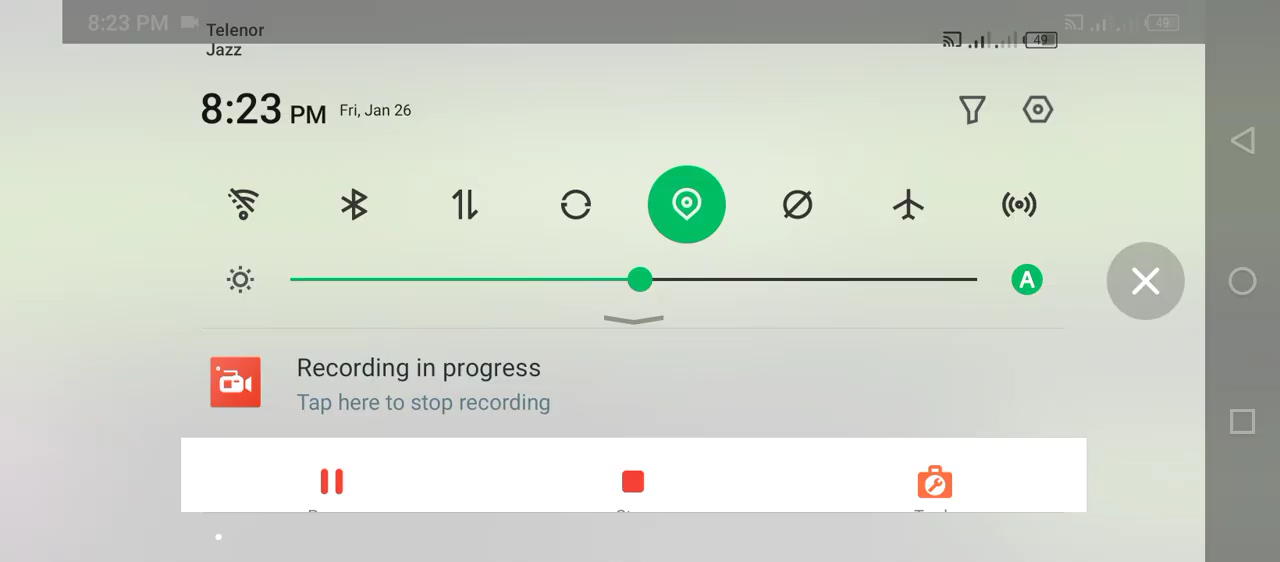 8:23 PM
49
Telenor
Jazz
49
8:23 PM Fri, Jan 26
A
Recording in progress
Tap here to stop recording